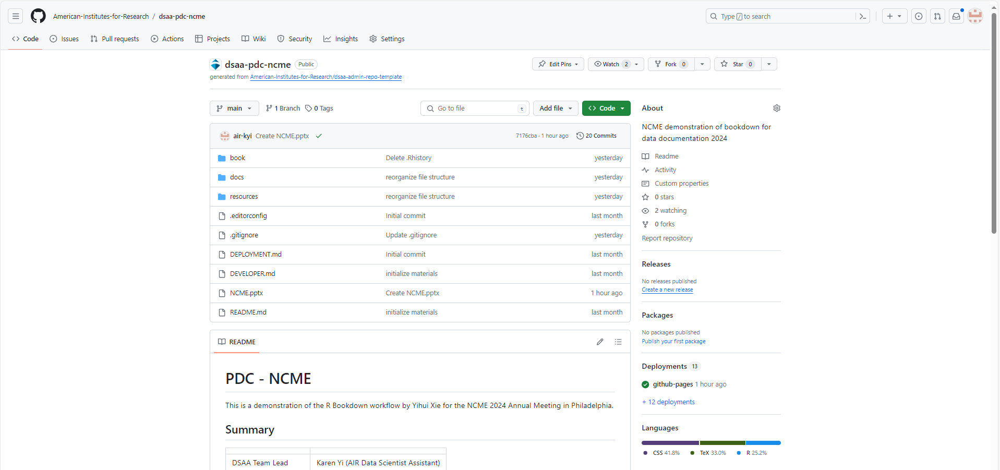 American-Institutes-for-Research / dsaa-pdc-ncme
Type / to search
Code Issues Pull requests Actions Projects Wiki Security Insights Settings
dsaa-pdc-ncme Public
Edit Pins Watch 2 Fork 0 Star 0
generated from American-Institutes-for-Research/dsaa-admin-repo-template
main 1 Branch 0 Tags Go to file t Add file Code
air-kyi Create NCME.pptx 7176cba · 1 hour ago 20 Commits
book Delete .Rhistory yesterday
docs reorganize file structure yesterday
resources reorganize file structure yesterday
.editorconfig Initial commit last month
.gitignore Update .gitignore yesterday
DEPLOYMENT.md Initial commit last month
DEVELOPER.md initialize materials last month
NCME.pptx Create NCME.pptx 1 hour ago
README.md initialize materials last month
README
PDC - NCME
This is a demonstration of the R Bookdown workflow by Yihui Xie for the NCME 2024 Annual Meeting in Philadelphia.
Summary
DSAA Team Lead Karen Yi (AIR Data Scientist Assistant)
About
NCME demonstration of bookdown for
data documentation 2024
Readme
Activity
Custom properties
0 stars
2 watching
0 forks
Report repository
Releases
No releases published
Create a new release
Packages
No packages published
Publish your first package
Deployments 13
github-pages 1 hour ago
+ 12 deployments
Languages
CSS 41.8% TeX 33.0% R 25.2%